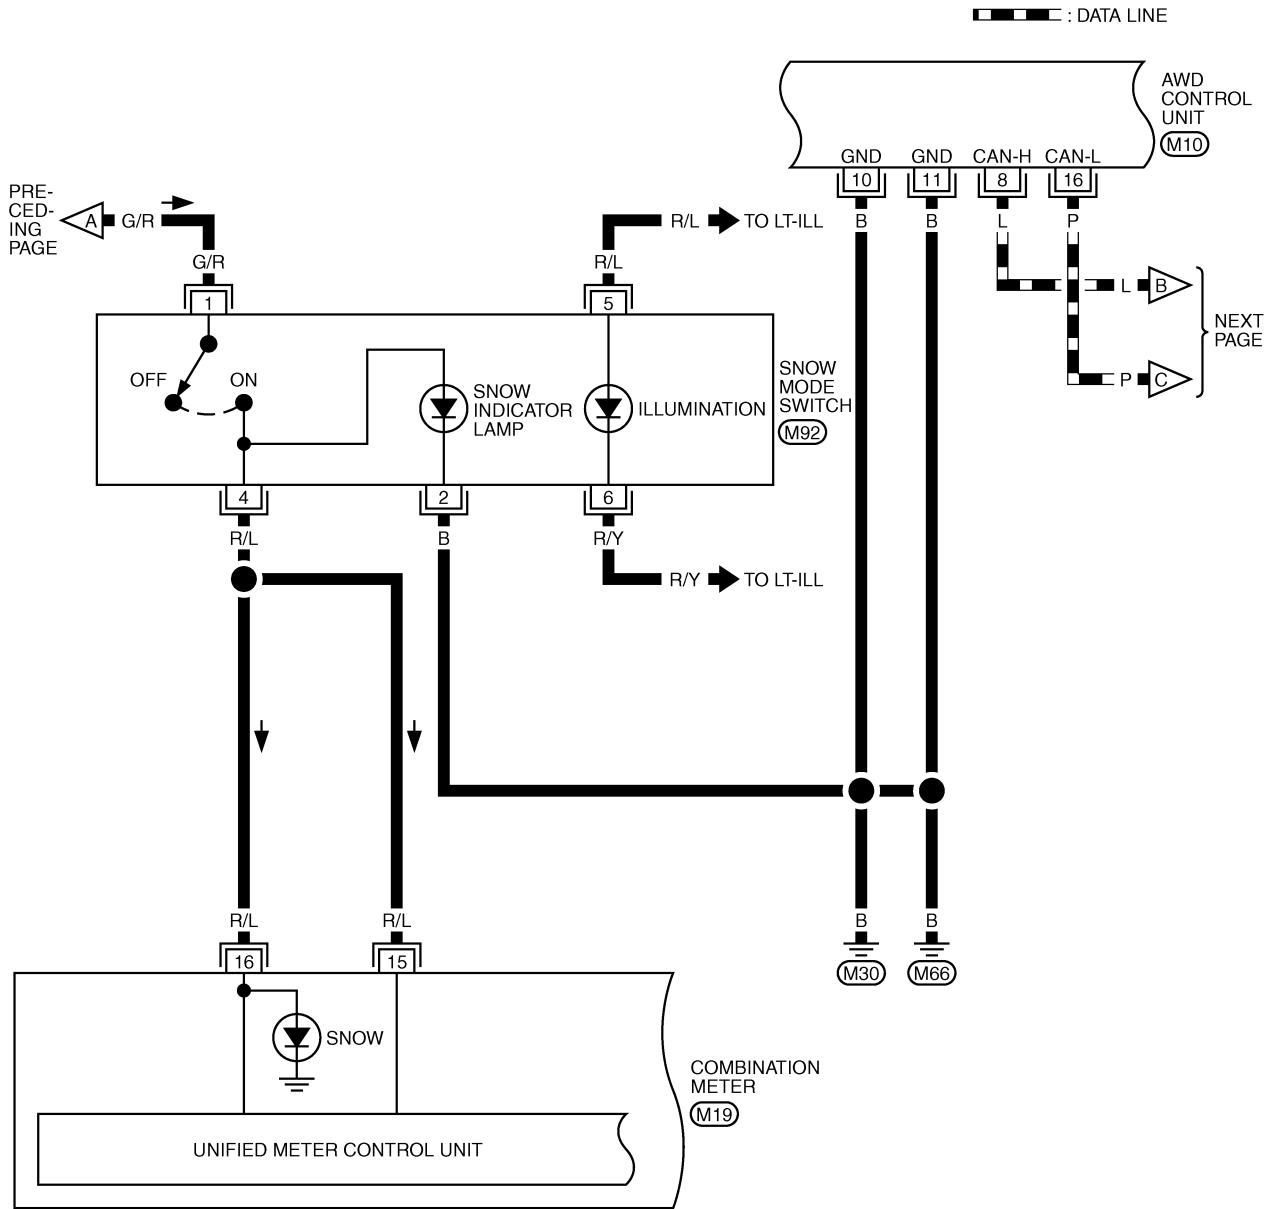 : DATA LINE
AWD
CONTROL
UNIT
M10
GND GND CAN-H CAN-L
10 11 8 16
B B L P
PRE-
CED-
ING
PAGE
A G/R
G/R
1
R/L TO LT-ILL
R/L
5
L B
P C
NEXT
PAGE
OFF ON
SNOW
INDICATOR
LAMP
ILLUMINATION
SNOW
MODE
SWITCH
M92
4 2 6
R/L B R/Y
R/Y TO LT-ILL
R/L R/L
16 15
B B
M30 M66
SNOW
COMBINATION
METER
M19
UNIFIED METER CONTROL UNIT